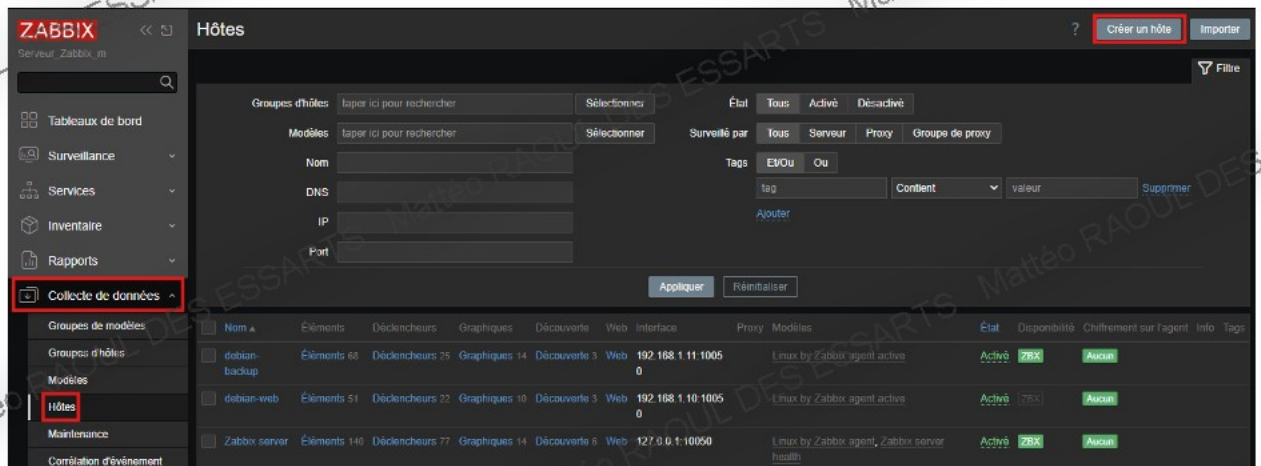 ZABBIX
Serveur_Zabbix_m
Hôtes
?
Créer un hôte
Importer
Filtre
Tableaux de bord
Surveillance
Services
Inventaire
Rapports
Collecte de données
Groupes de modèles
Groupes d'hôtes
Modèles
Hôtes
Maintenance
Corrélation d'événement
Groupes d'hôtes taper ici pour rechercher Sélectionner
Modèles taper ici pour rechercher Sélectionner
Nom
DNS
IP
Port
État Tous Activé Désactivé
Surveillé par Tous Serveur Proxy Groupe de proxy
Tags Et/Ou Ou
tag Contient valeur Supprimer
Ajouter
Appliquer Réinitialiser
Nom Éléments Déclencheurs Graphiques Découverte Web Interface Proxy Modèles État Disponibilité Chiffrement sur l'agent Info Tags
debian-backup Éléments 68 Déclencheurs 25 Graphiques 14 Découverte 3 Web 192.168.1.11:10050 Linux by Zabbix agent active Activé ZBX Aucun
debian-web Éléments 51 Déclencheurs 22 Graphiques 10 Découverte 3 Web 192.168.1.10:10050 Linux by Zabbix agent active Activé ZBX Aucun
Zabbix server Éléments 146 Déclencheurs 77 Graphiques 14 Découverte 6 Web 127.0.0.1:10050 Linux by Zabbix agent, Zabbix server health Activé ZBX Aucun
Mattéo RAOUL DES ESSARTS